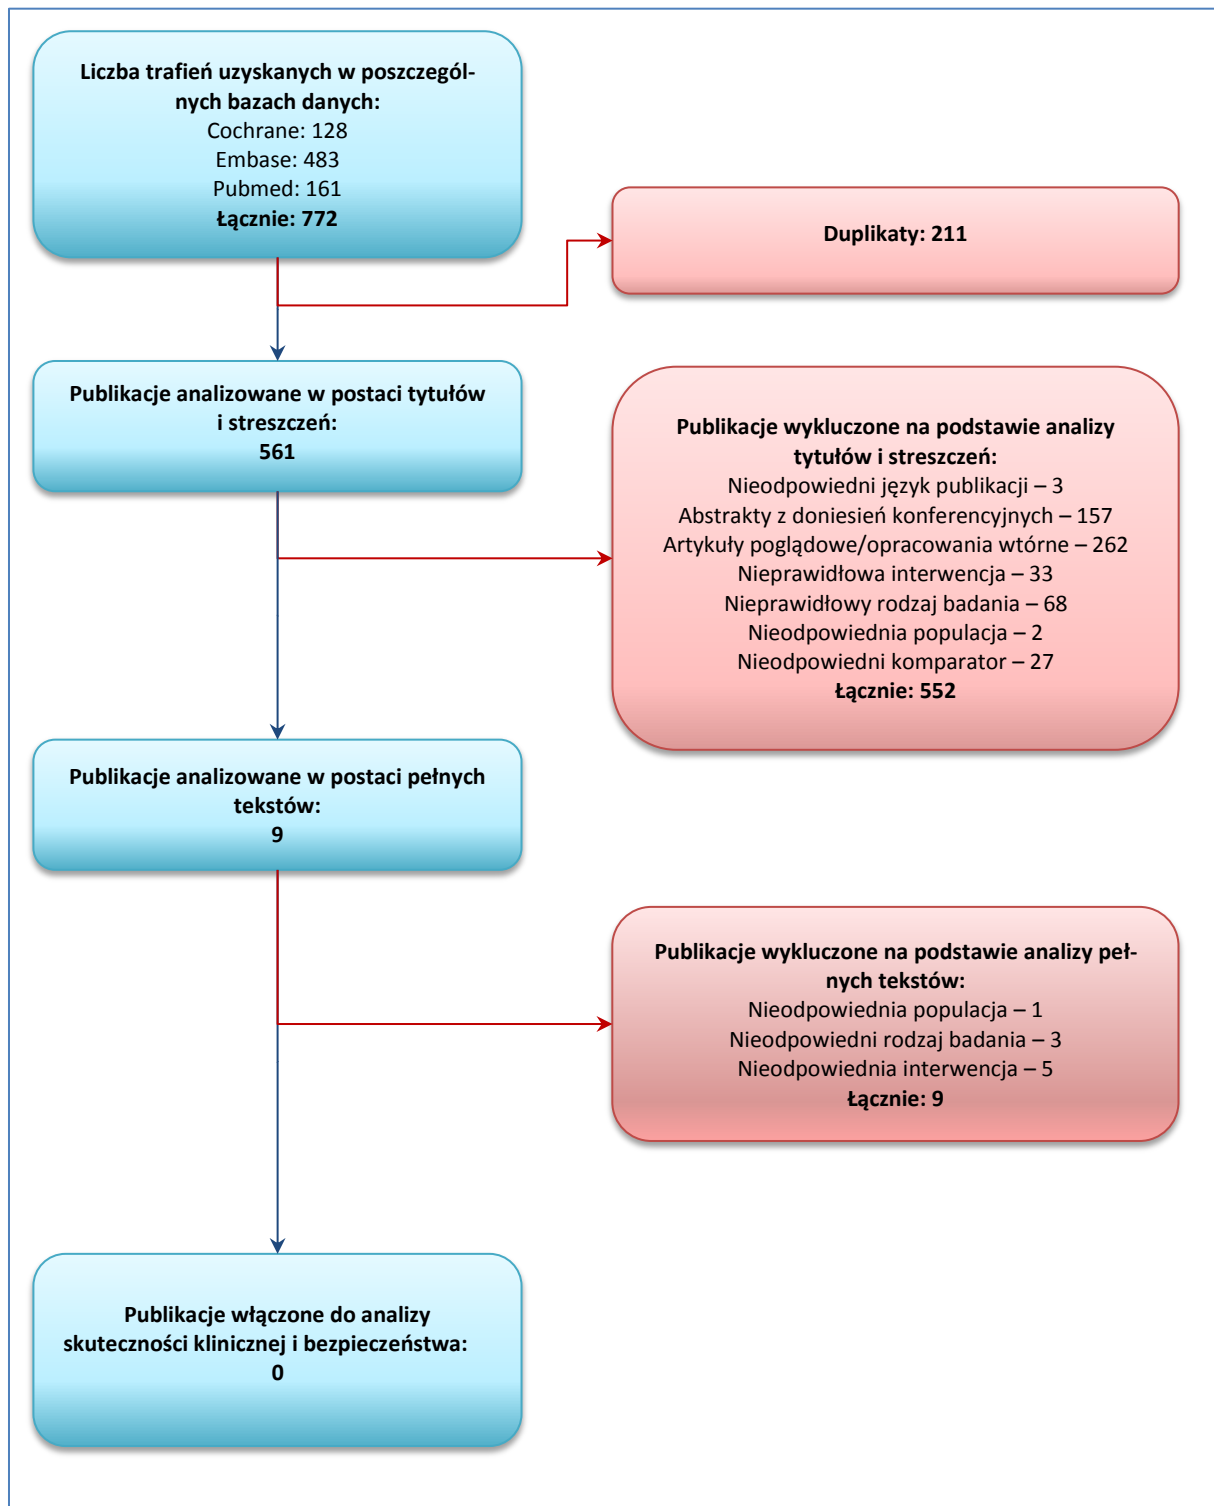 Liczba trafień uzyskanych w poszczegól-
nych bazach danych:
Cochrane: 128
Embase: 483
Pubmed: 161
Łącznie: 772
Duplikaty: 211
Publikacje analizowane w postaci tytułów
i streszczeń:
561
Publikacje wykluczone na podstawie analizy
tytułów i streszczeń:
Nieodpowiedni język publikacji – 3
Abstrakty z doniesień konferencyjnych – 157
Artykuły poglądowe/opracowania wtórne – 262
Nieprawidłowa interwencja – 33
Nieprawidłowy rodzaj badania – 68
Nieodpowiednia populacja – 2
Nieodpowiedni komparator – 27
Łącznie: 552
Publikacje analizowane w postaci pełnych
tekstów:
9
Publikacje wykluczone na podstawie analizy peł-
nych tekstów:
Nieodpowiednia populacja – 1
Nieodpowiedni rodzaj badania – 3
Nieodpowiednia interwencja – 5
Łącznie: 9
Publikacje włączone do analizy
skuteczności klinicznej i bezpieczeństwa:
0